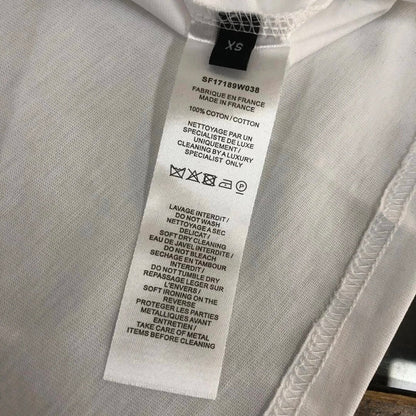 XS
SF17189W038
FABRIQUE EN FRANCE
MADE IN FRANCE
100% COTON / COTTON
NETTOYAGE PAR UN
SPECIALISTE DE LUXE
UNIQUEMENT /
CLEANING BY A LUXURY
SPECIALIST ONLY
P
LAVAGE INTERDIT /
DO NOT WASH
NETTOYAGE A SEC
DELICAT /
SOFT DRY CLEANING
EAU DE JAVEL INTERDITE /
DO NOT BLEACH
SECHAGE EN TAMBOUR
INTERDIT /
DO NOT TUMBLE DRY
REPASSAGE LEGER SUR
L'ENVERS /
SOFT IRONING ON THE
REVERSE
PROTEGER LES PARTIES
METALLIQUES AVANT
ENTRETIEN /
TAKE CARE OF METAL
ITEMS BEFORE CLEANING